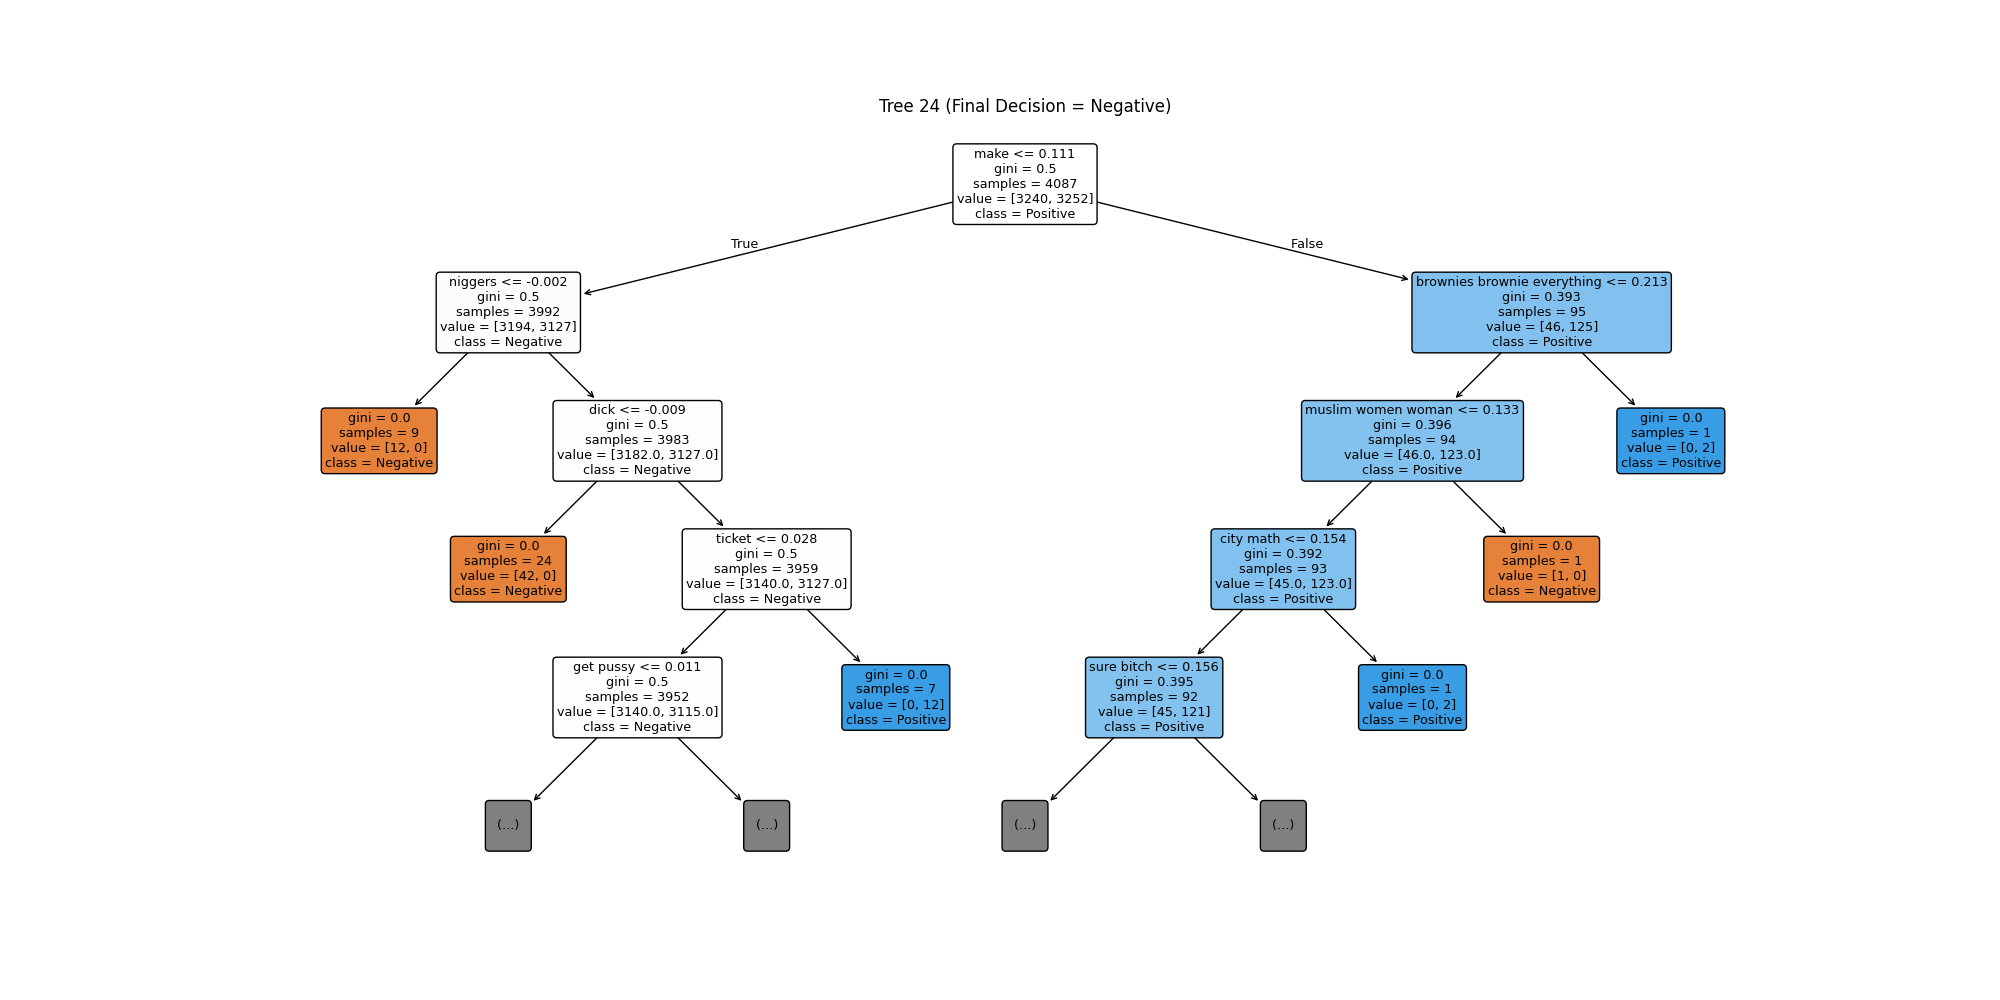 Tree 24 (Final Decision = Negative)
make <= 0.111
gini = 0.5
samples = 4087
value = [3240, 3252]
class = Positive
True
False
niggers <= -0.002
gini = 0.5
samples = 3992
value = [3194, 3127]
class = Negative
brownies brownie everything <= 0.213
gini = 0.393
samples = 95
value = [46, 125]
class = Positive
gini = 0.0
samples = 9
value = [12, 0]
class = Negative
dick <= -0.009
gini = 0.5
samples = 3983
value = [3182.0, 3127.0]
class = Negative
muslim women woman <= 0.133
gini = 0.396
samples = 94
value = [46.0, 123.0]
class = Positive
gini = 0.0
samples = 1
value = [0, 2]
class = Positive
gini = 0.0
samples = 24
value = [42, 0]
class = Negative
ticket <= 0.028
gini = 0.5
samples = 3959
value = [3140.0, 3127.0]
class = Negative
city math <= 0.154
gini = 0.392
samples = 93
value = [45.0, 123.0]
class = Positive
gini = 0.0
samples = 1
value = [1, 0]
class = Negative
get pussy <= 0.011
gini = 0.5
samples = 3952
value = [3140.0, 3115.0]
class = Negative
gini = 0.0
samples = 7
value = [0, 12]
class = Positive
sure bitch <= 0.156
gini = 0.395
samples = 92
value = [45, 121]
class = Positive
gini = 0.0
samples = 1
value = [0, 2]
class = Positive
(...)
(...)
(...)
(...)